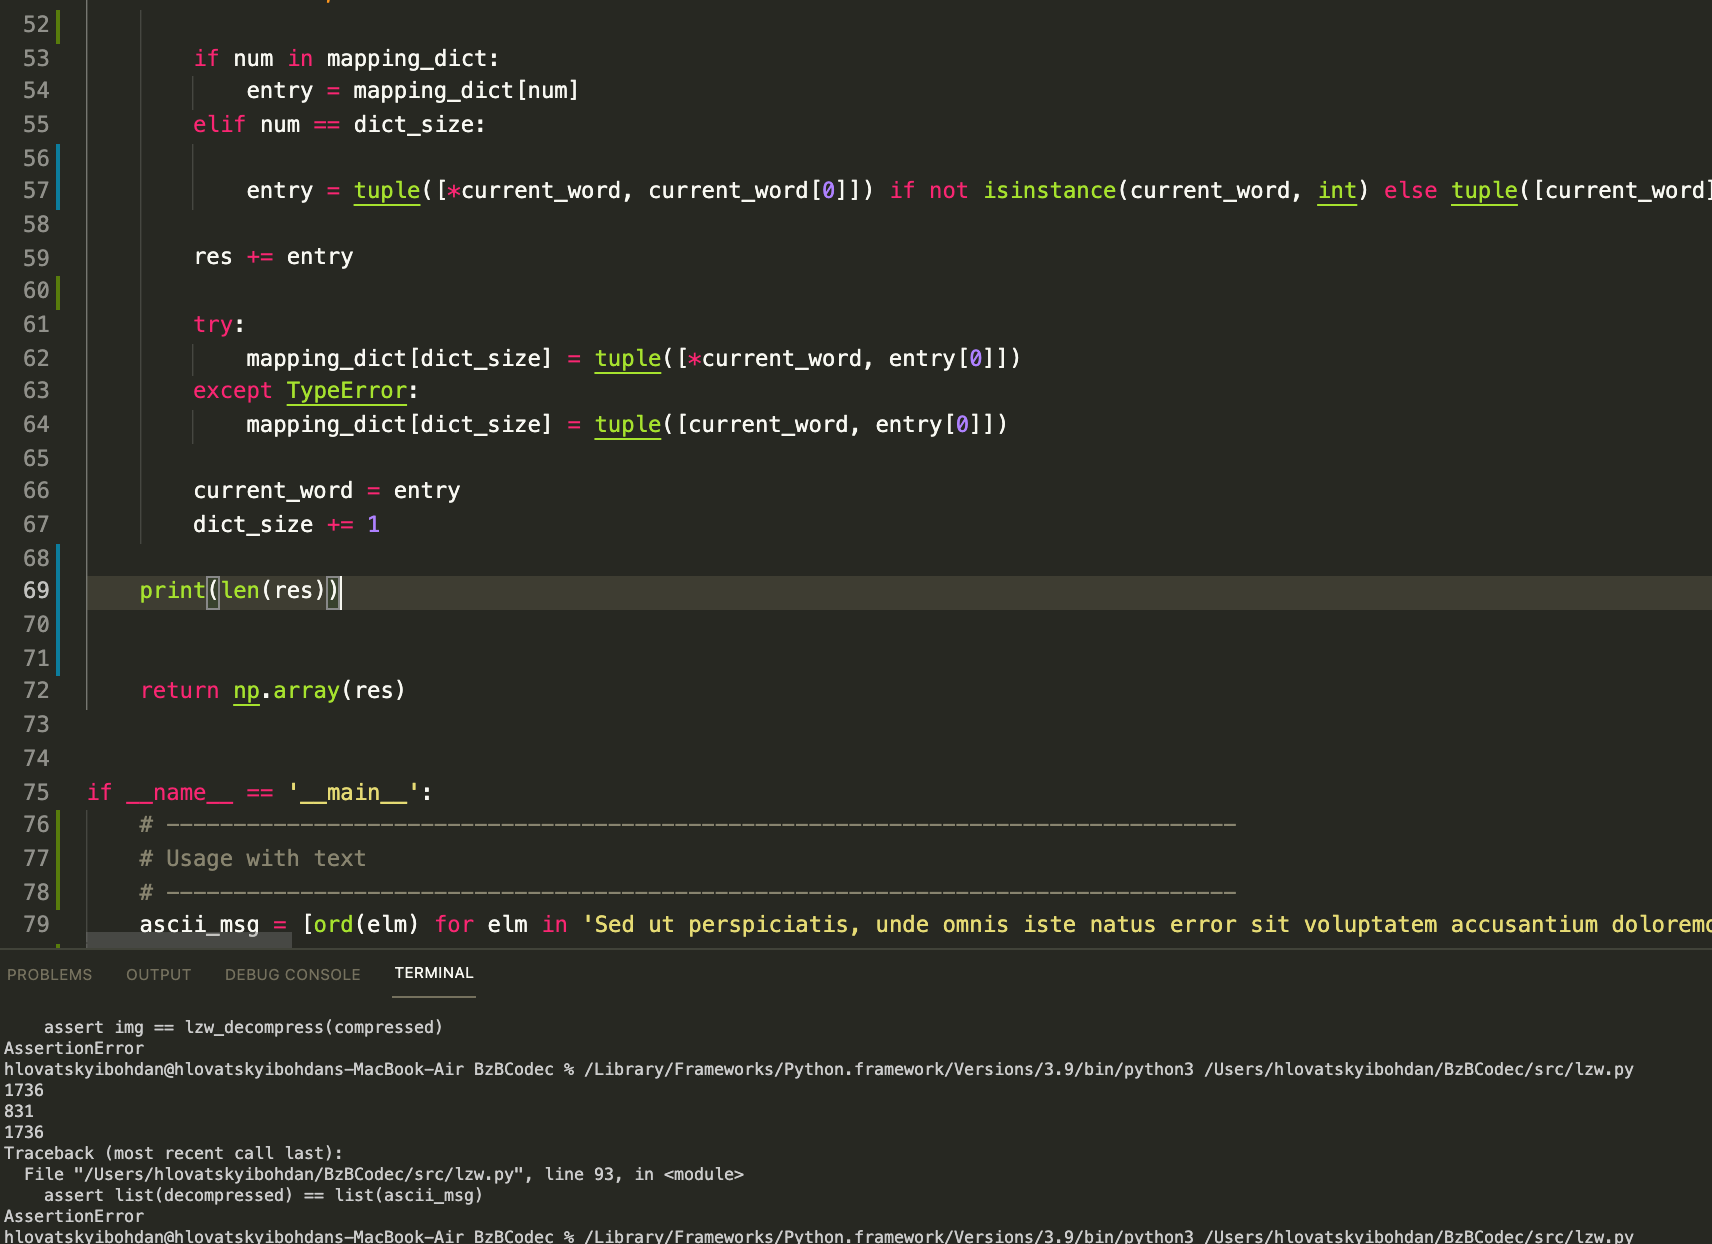 52
53 if num in mapping_dict:
54 entry = mapping_dict[num]
55 elif num == dict_size:
56
57 entry = tuple([*current_word, current_word[0]]) if not isinstance(current_word, int) else tuple([current_word]
58
59 res += entry
60
61 try:
62 mapping_dict[dict_size] = tuple([*current_word, entry[0]])
63 except TypeError:
64 mapping_dict[dict_size] = tuple([current_word, entry[0]])
65
66 current_word = entry
67 dict_size += 1
68
69 print(len(res))
70
71
72 return np.array(res)
73
74
75 if __name__ == '__main__':
76 # --------------------------------------------------------------------------------
77 # Usage with text
78 # --------------------------------------------------------------------------------
79 ascii_msg = [ord(elm) for elm in 'Sed ut perspiciatis, unde omnis iste natus error sit voluptatem accusantium doloremq
PROBLEMS OUTPUT DEBUG CONSOLE TERMINAL
assert img == lzw_decompress(compressed)
AssertionError
hlovatskyibohdan@hlovatskyibohdans-MacBook-Air BzBCodec % /Library/Frameworks/Python.framework/Versions/3.9/bin/python3 /Users/hlovatskyibohdan/BzBCodec/src/lzw.py
1736
831
1736
Traceback (most recent call last):
File "/Users/hlovatskyibohdan/BzBCodec/src/lzw.py", line 93, in <module>
assert list(decompressed) == list(ascii_msg)
AssertionError
hlovatskyibohdan@hlovatskyibohdans-MacBook-Air BzBCodec % /Library/Frameworks/Python.framework/Versions/3.9/bin/python3 /Users/hlovatskyibohdan/BzBCodec/src/lzw.py